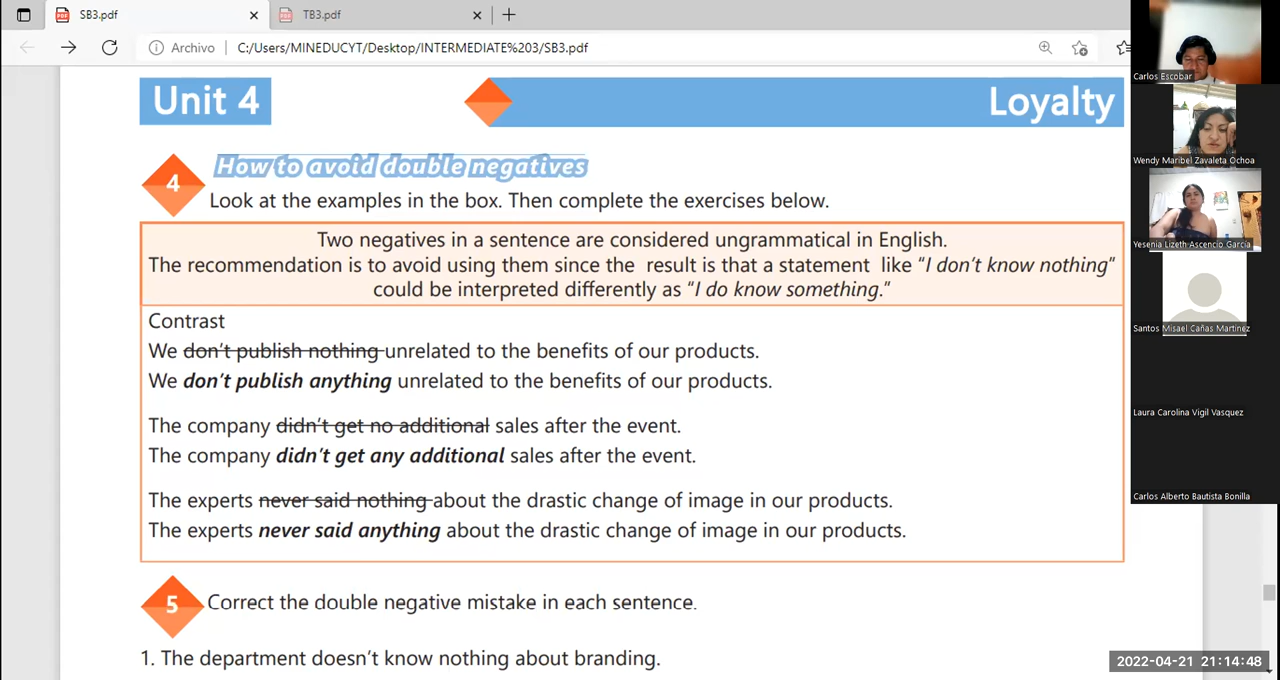 SB3.pdf
TB3.pdf
Archivo
C:/Users/MINEDUCYT/Desktop/INTERMEDIATE%203/SB3.pdf
Unit 4
Loyalty
4
How to avoid double negatives
Look at the examples in the box. Then complete the exercises below.
Two negatives in a sentence are considered ungrammatical in English.
The recommendation is to avoid using them since the result is that a statement like “I don’t know nothing”
could be interpreted differently as “I do know something.”
Contrast
We don’t publish nothing unrelated to the benefits of our products.
We don’t publish anything unrelated to the benefits of our products.
The company didn’t get no additional sales after the event.
The company didn’t get any additional sales after the event.
The experts never said nothing about the drastic change of image in our products.
The experts never said anything about the drastic change of image in our products.
5
Correct the double negative mistake in each sentence.
1. The department doesn’t know nothing about branding.
Carlos Escobar
Wendy Maribel Zavaleta Ochoa
Yesenia Lizeth Ascencio García
Santos Misael Cañas Martinez
Laura Carolina Vigil Vasquez
Carlos Alberto Bautista Bonilla
2022-04-21 21:14:48